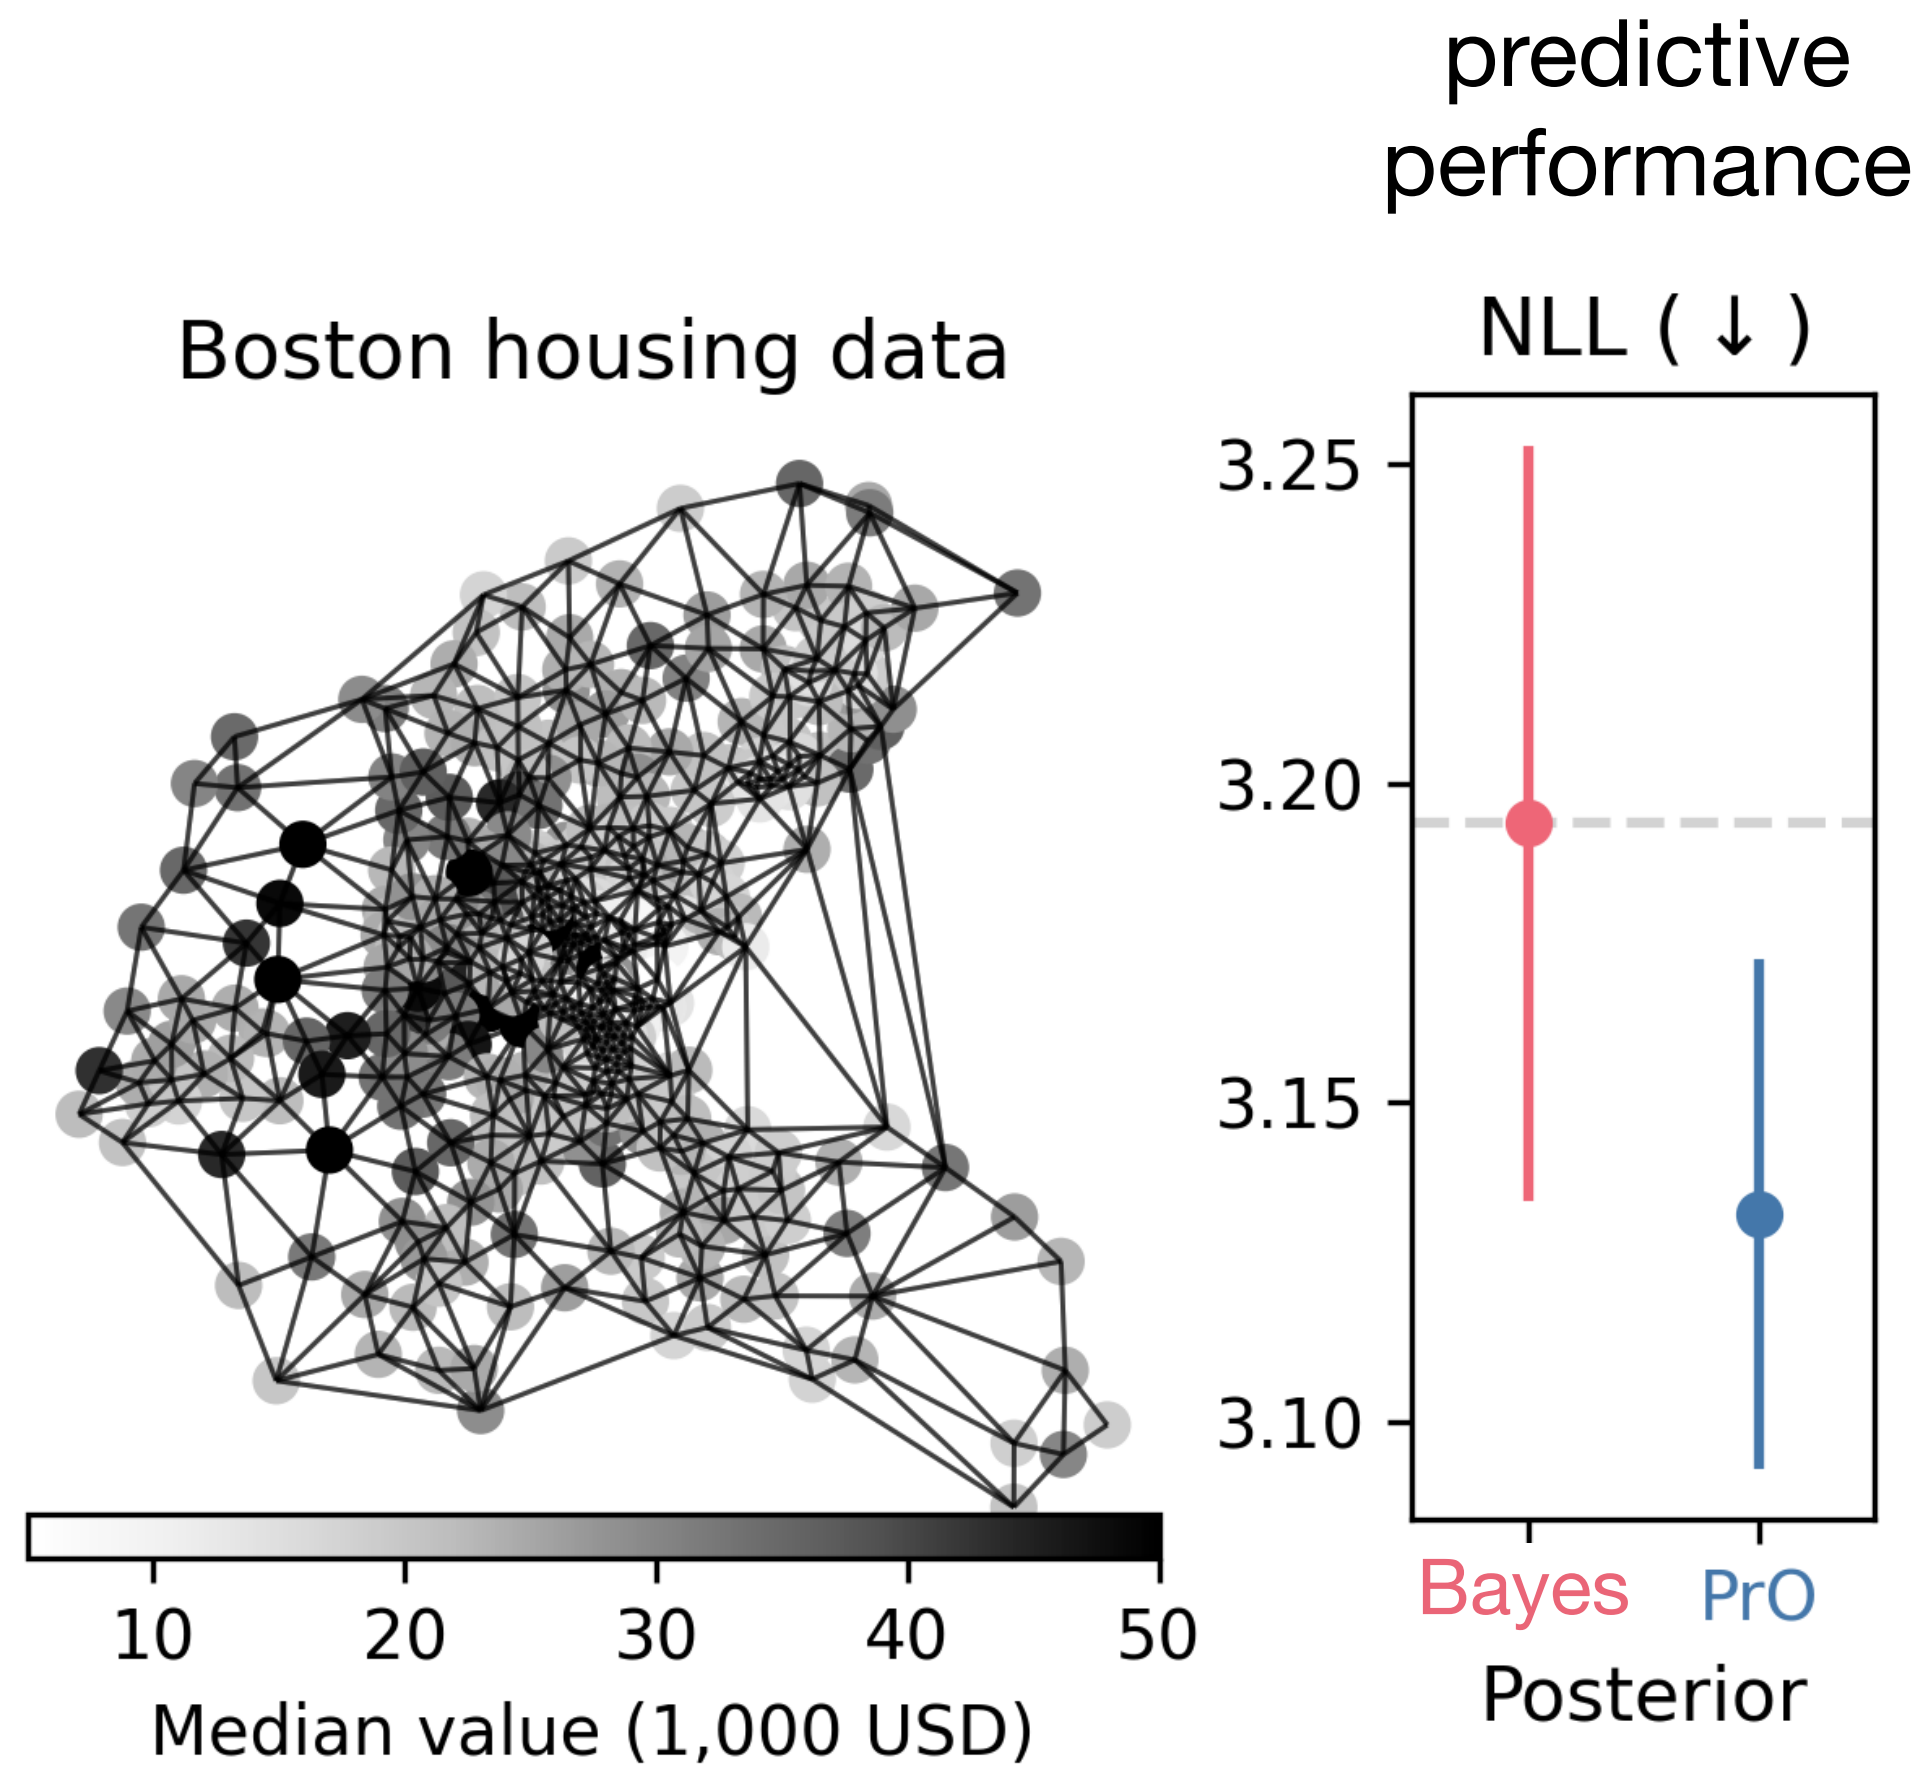 predictive
performance
Boston housing data
NLL ( ↓ )
3.25
3.20
3.15
3.10
10 20 30 40 50
Median value (1,000 USD)
Bayes PrO
Posterior